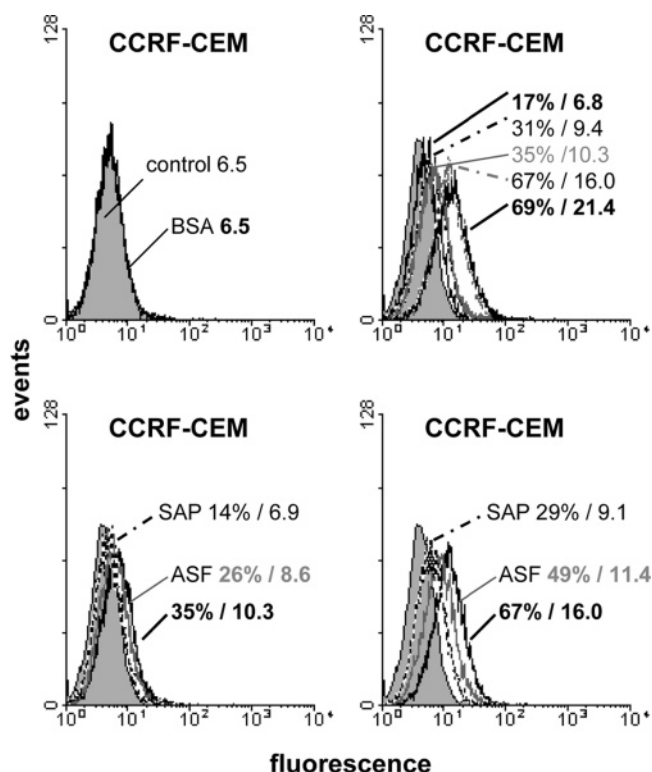 CCRF-CEM
128
control 6.5
BSA 6.5
0
10⁰ 10¹ 10² 10³ 10⁴
CCRF-CEM
128
17% / 6.8
31% / 9.4
35% /10.3
67% / 16.0
69% / 21.4
0
10⁰ 10¹ 10² 10³ 10⁴
events
CCRF-CEM
128
SAP 14% / 6.9
ASF 26% / 8.6
35% / 10.3
0
10⁰ 10¹ 10² 10³ 10⁴
CCRF-CEM
128
SAP 29% / 9.1
ASF 49% / 11.4
67% / 16.0
0
10⁰ 10¹ 10² 10³ 10⁴
fluorescence